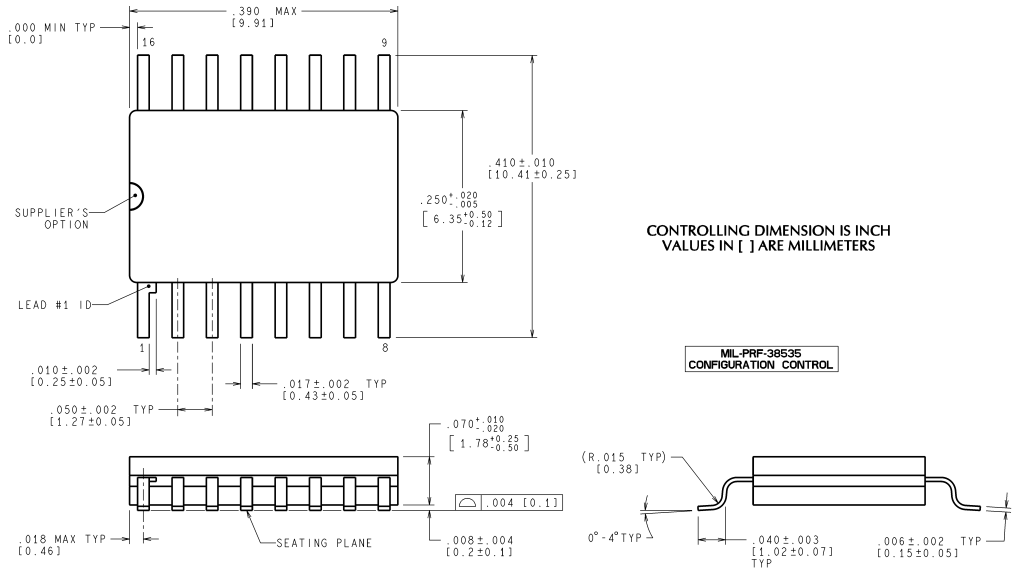 .390 MAX
[9.91]
.000 MIN TYP
[0.0]
16
9
.410±.010
[10.41±0.25]
.250+.020
-.005
[ 6.35+0.50
-0.12 ]
SUPPLIER'S
OPTION
CONTROLLING DIMENSION IS INCH
VALUES IN [ ] ARE MILLIMETERS
LEAD #1 ID
1
8
MIL-PRF-38535
CONFIGURATION CONTROL
.010±.002
[0.25±0.05]
.017±.002 TYP
[0.43±0.05]
.050±.002 TYP
[1.27±0.05]
.070+.010
-.020
[ 1.78+0.25
-0.50 ]
(R.015 TYP)
[0.38]
.004 [0.1]
.018 MAX TYP
[0.46]
SEATING PLANE
.008±.004
[0.2±0.1]
0°-4° TYP
.040±.003
[1.02±0.07]
TYP
.006±.002 TYP
[0.15±0.05]